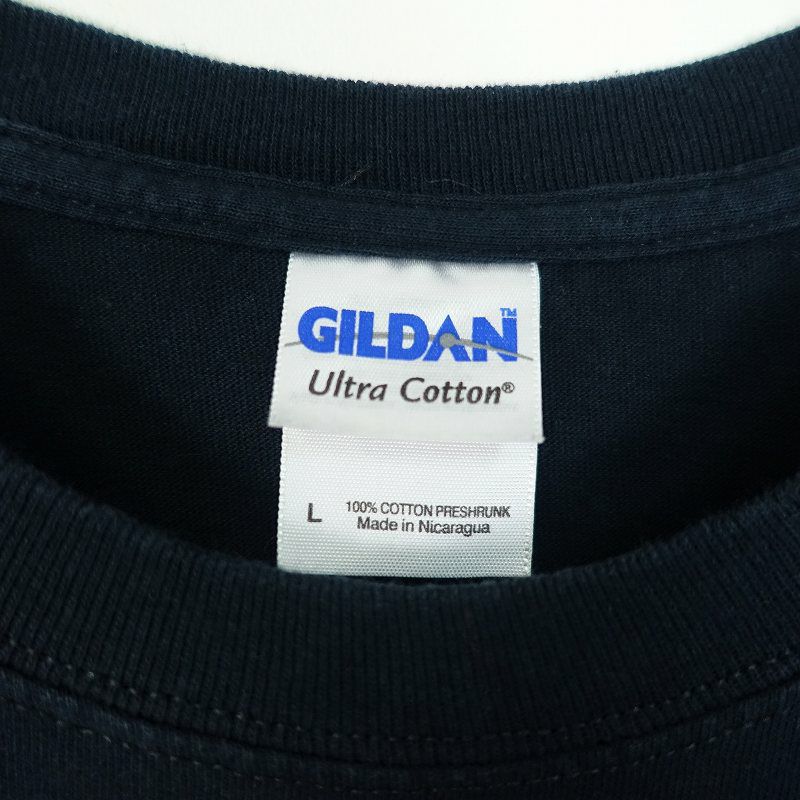 GILDAN™
Ultra Cotton®
L 100% COTTON PRESHRUNK
Made in Nicaragua